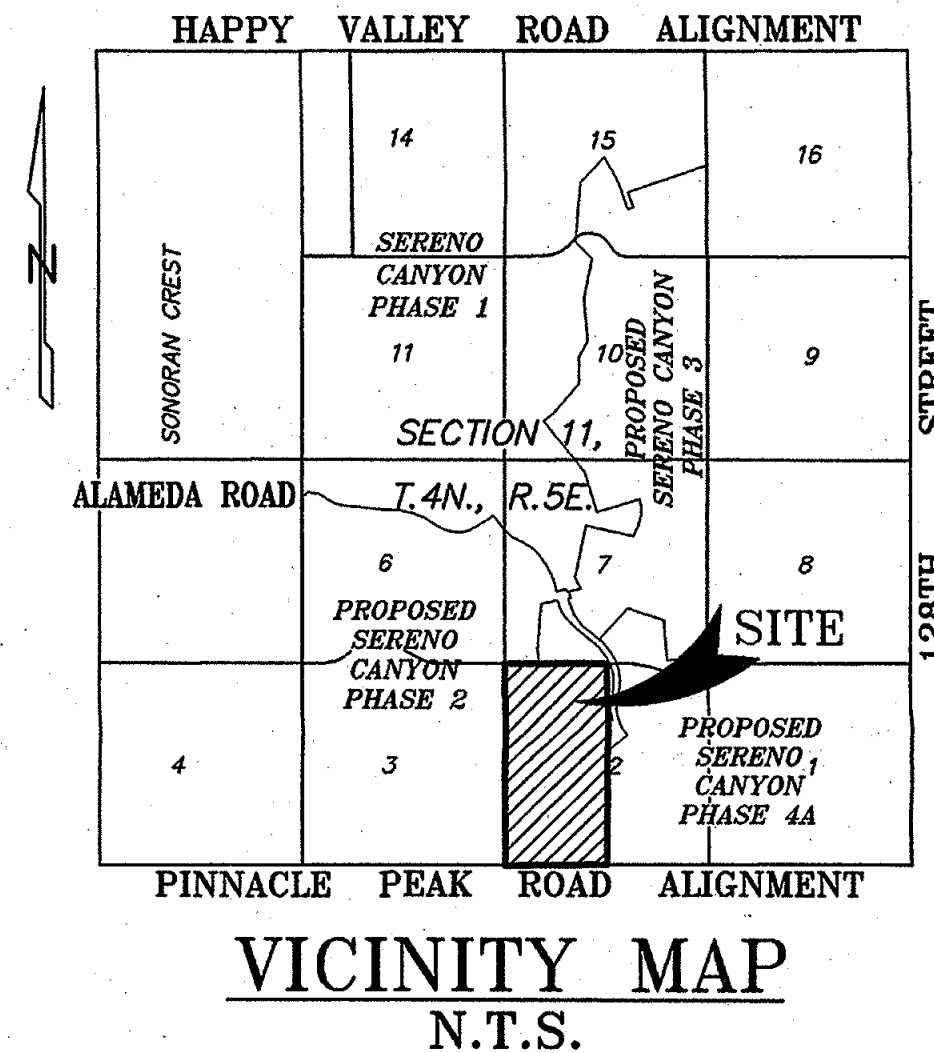 HAPPY VALLEY ROAD ALIGNMENT
14
15
16
N
SERENO
CANYON
PHASE 1
SONORAN CREST
11
10
PROPOSED
SERENO CANYON
PHASE 3
9
128TH STREET
SECTION 11,
ALAMEDA ROAD
T.4N., R.5E.
6
7
8
PROPOSED
SERENO
CANYON
PHASE 2
SITE
4
3
2
PROPOSED
SERENO
CANYON
PHASE 4A
1
PINNACLE PEAK ROAD ALIGNMENT
VICINITY MAP
N.T.S.